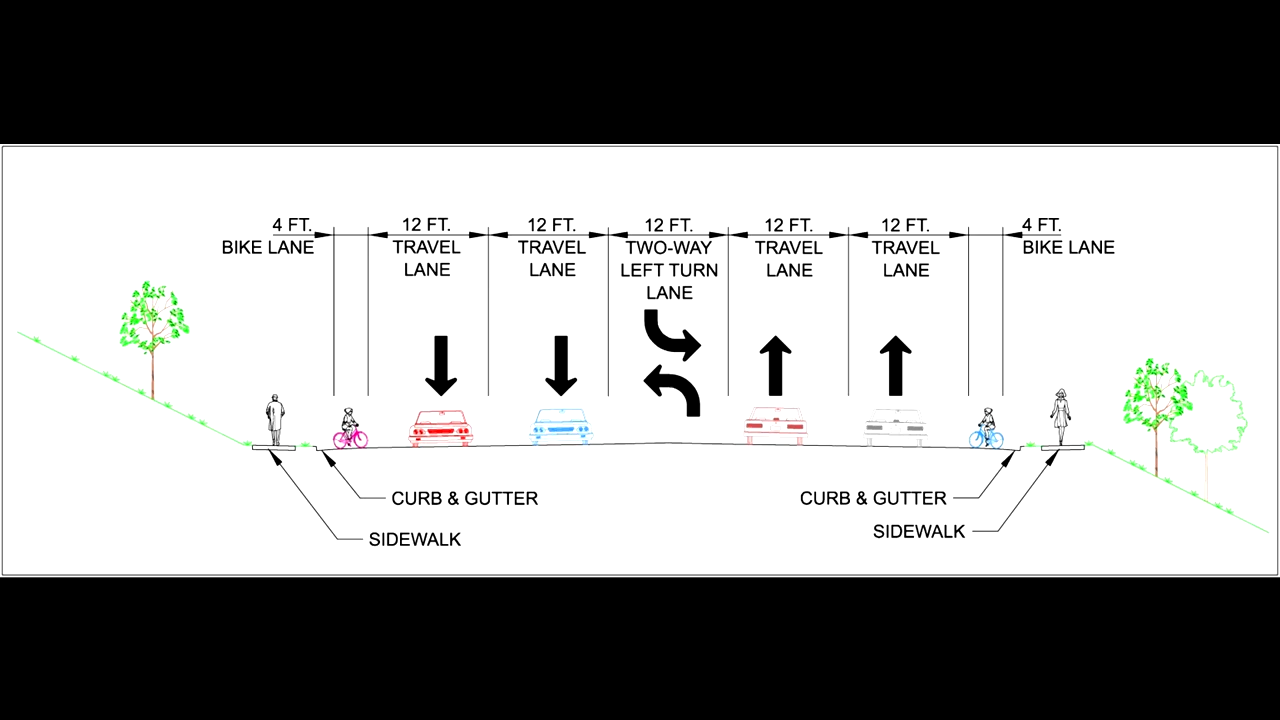 4 FT.
BIKE LANE
12 FT.
TRAVEL
LANE
12 FT.
TRAVEL
LANE
12 FT.
TWO-WAY
LEFT TURN
LANE
12 FT.
TRAVEL
LANE
12 FT.
TRAVEL
LANE
4 FT.
BIKE LANE
CURB & GUTTER
SIDEWALK
CURB & GUTTER
SIDEWALK